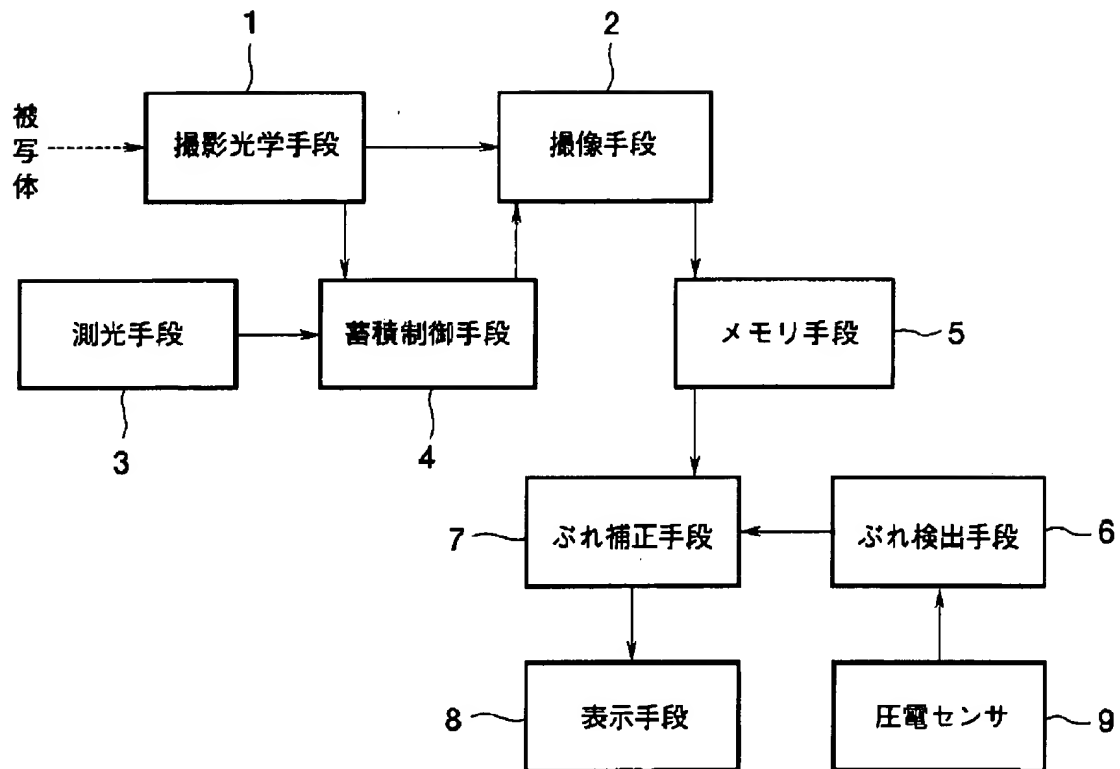 1
2
被写体
撮影光学手段
撮像手段
測光手段
蓄積制御手段
メモリ手段
5
3
4
7
ぶれ補正手段
ぶれ検出手段
6
8
表示手段
圧電センサ
9